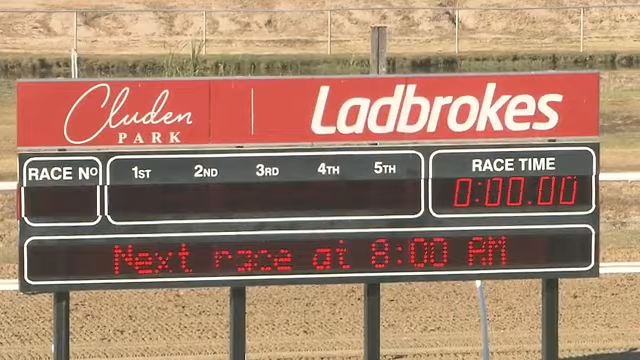 Cluden
PARK
Ladbrokes
RACE No 1ST 2ND 3RD 4TH 5TH RACE TIME
0:00.00
Next race at 8:00 AM